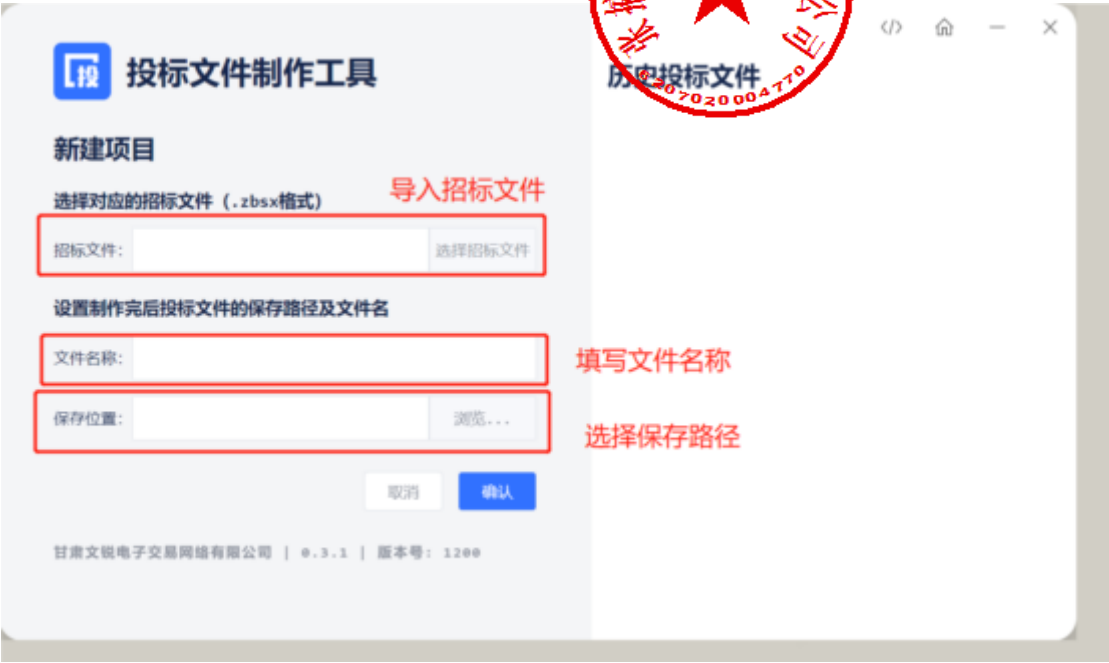 公
司
</>
投
投标文件制作工具
历史投标文件
6207020004770
新建项目
选择对应的招标文件（.zbsx格式）
导入招标文件
招标文件：
选择招标文件
设置制作完后投标文件的保存路径及文件名
文件名称：
填写文件名称
保存位置：
浏览...
选择保存路径
取消
确认
甘肃文锐电子交易网络有限公司 | 0.3.1 | 版本号：1200